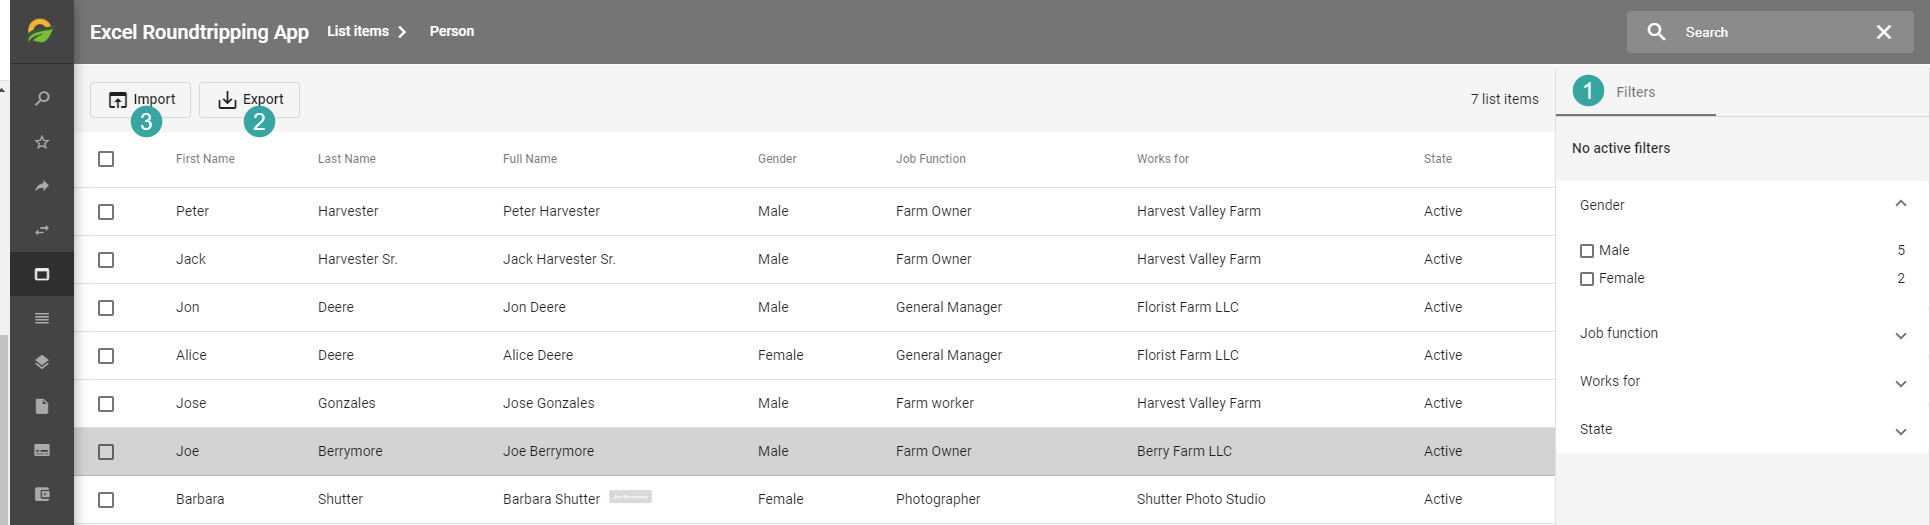 Excel Roundtripping App List items Person Search
Import Export 7 list items
3 2
1 Filters
No active filters
First Name Last Name Full Name Gender Job Function Works for State
Peter Harvester Peter Harvester Male Farm Owner Harvest Valley Farm Active
Jack Harvester Sr. Jack Harvester Sr. Male Farm Owner Harvest Valley Farm Active
Jon Deere Jon Deere Male General Manager Florist Farm LLC Active
Alice Deere Alice Deere Female General Manager Florist Farm LLC Active
Jose Gonzales Jose Gonzales Male Farm worker Harvest Valley Farm Active
Joe Berrymore Joe Berrymore Male Farm Owner Berry Farm LLC Active
Barbara Shutter Barbara Shutter Female Photographer Shutter Photo Studio Active
Gender
Male 5
Female 2
Job function
Works for
State